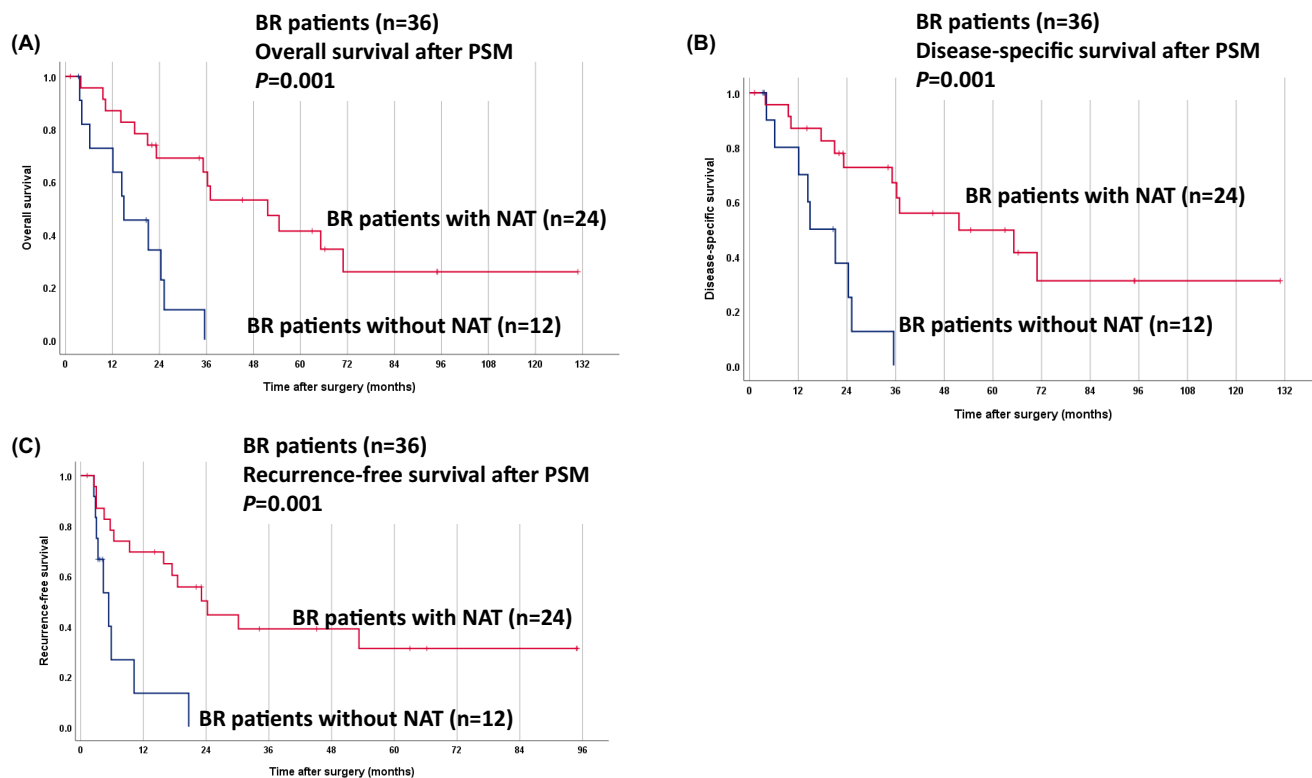 (A)
BR patients (n=36)
Overall survival after PSM
P=0.001
Overall survival
1.0
0.8
0.6
0.4
0.2
0.0
BR patients with NAT (n=24)
BR patients without NAT (n=12)
0 12 24 36 48 60 72 84 96 108 120 132
Time after surgery (months)
(B)
BR patients (n=36)
Disease-specific survival after PSM
P=0.001
Disease-specific survival
1.0
0.8
0.6
0.4
0.2
0.0
BR patients with NAT (n=24)
BR patients without NAT (n=12)
0 12 24 36 48 60 72 84 96 108 120 132
Time after surgery (months)
(C)
BR patients (n=36)
Recurrence-free survival after PSM
P=0.001
Recurrence-free survival
1.0
0.8
0.6
0.4
0.2
0.0
BR patients with NAT (n=24)
BR patients without NAT (n=12)
0 12 24 36 48 60 72 84 96
Time after surgery (months)